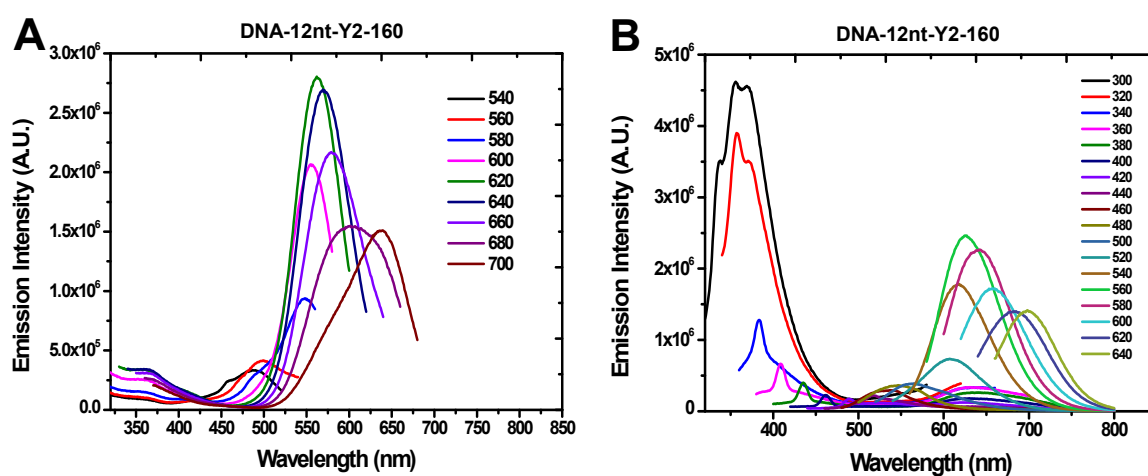 A
DNA-12nt-Y2-160
Emission Intensity (A.U.)
3.0x10⁶
2.5x10⁶
2.0x10⁶
1.5x10⁶
1.0x10⁶
5.0x10⁵
0.0
350 400 450 500 550 600 650 700 750 800 850
Wavelength (nm)
540
560
580
600
620
640
660
680
700
B
DNA-12nt-Y2-160
Emission Intensity (A.U.)
5x10⁶
4x10⁶
3x10⁶
2x10⁶
1x10⁶
0
400 500 600 700 800
Wavelength (nm)
300
320
340
360
380
400
420
440
460
480
500
520
540
560
580
600
620
640